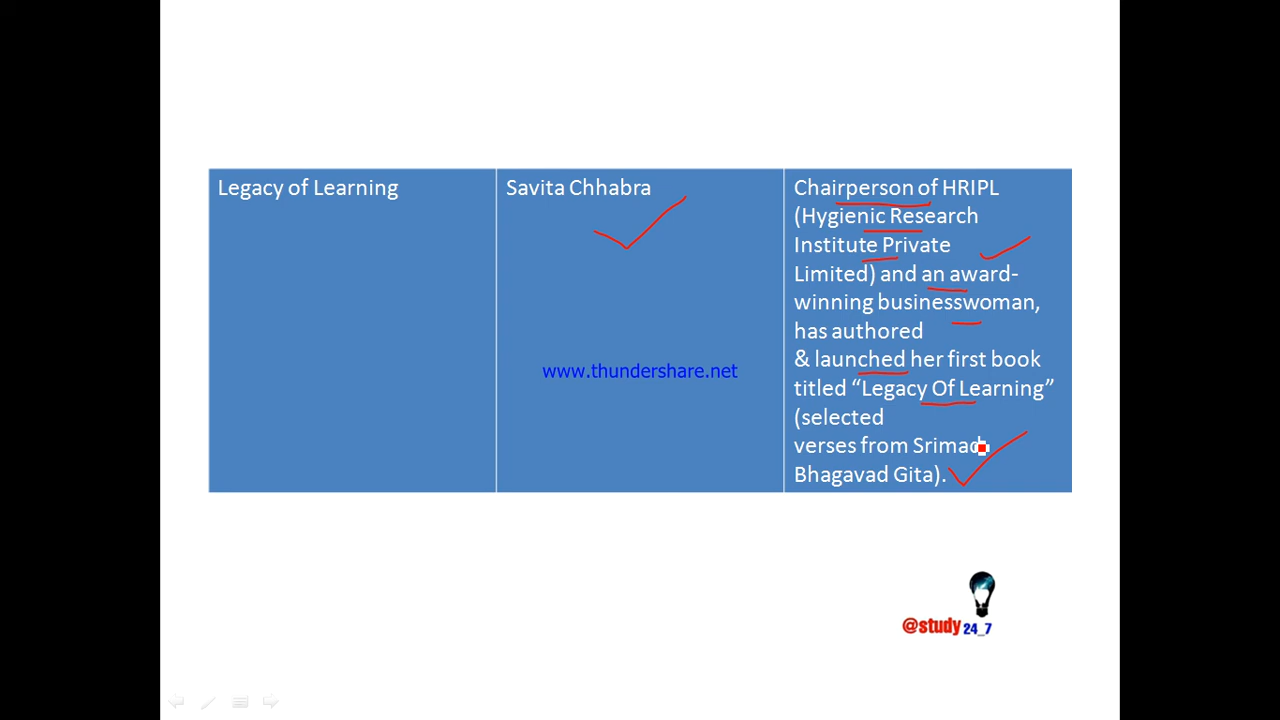 Legacy of Learning
Savita Chhabra
Chairperson of HRIPL
(Hygienic Research
Institute Private
Limited) and an award-
winning businesswoman,
has authored
& launched her first book
titled “Legacy Of Learning”
(selected
verses from Srimad
Bhagavad Gita).
www.thundershare.net
@study 24_7